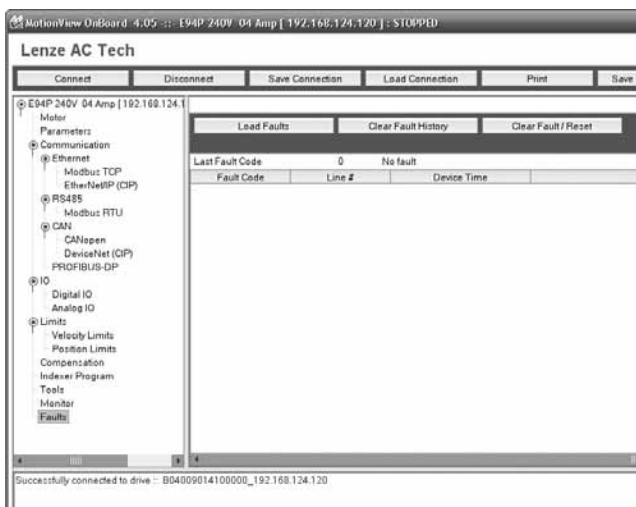 MotionView OnBoard 4.05 -::- E94P 240V 04 Amp [ 192.168.124.120 ] : STOPPED
Lenze AC Tech
Connect Disconnect Save Connection Load Connection Print Save
E94P 240V 04 Amp [192.168.124.1
Motor
Parameters
Communication
Ethernet
Modbus TCP
EtherNet/IP (CIP)
RS485
Modbus RTU
CAN
CANopen
DeviceNet (CIP)
PROFIBUS-DP
IO
Digital IO
Analog IO
Limits
Velocity Limits
Position Limits
Compensation
Indexer Program
Tools
Monitor
Faults
Load Faults Clear Fault History Clear Fault / Reset
Last Fault Code 0 No fault
Fault Code Line # Device Time
Successfully connected to drive :: B04009014100000_192.168.124.120